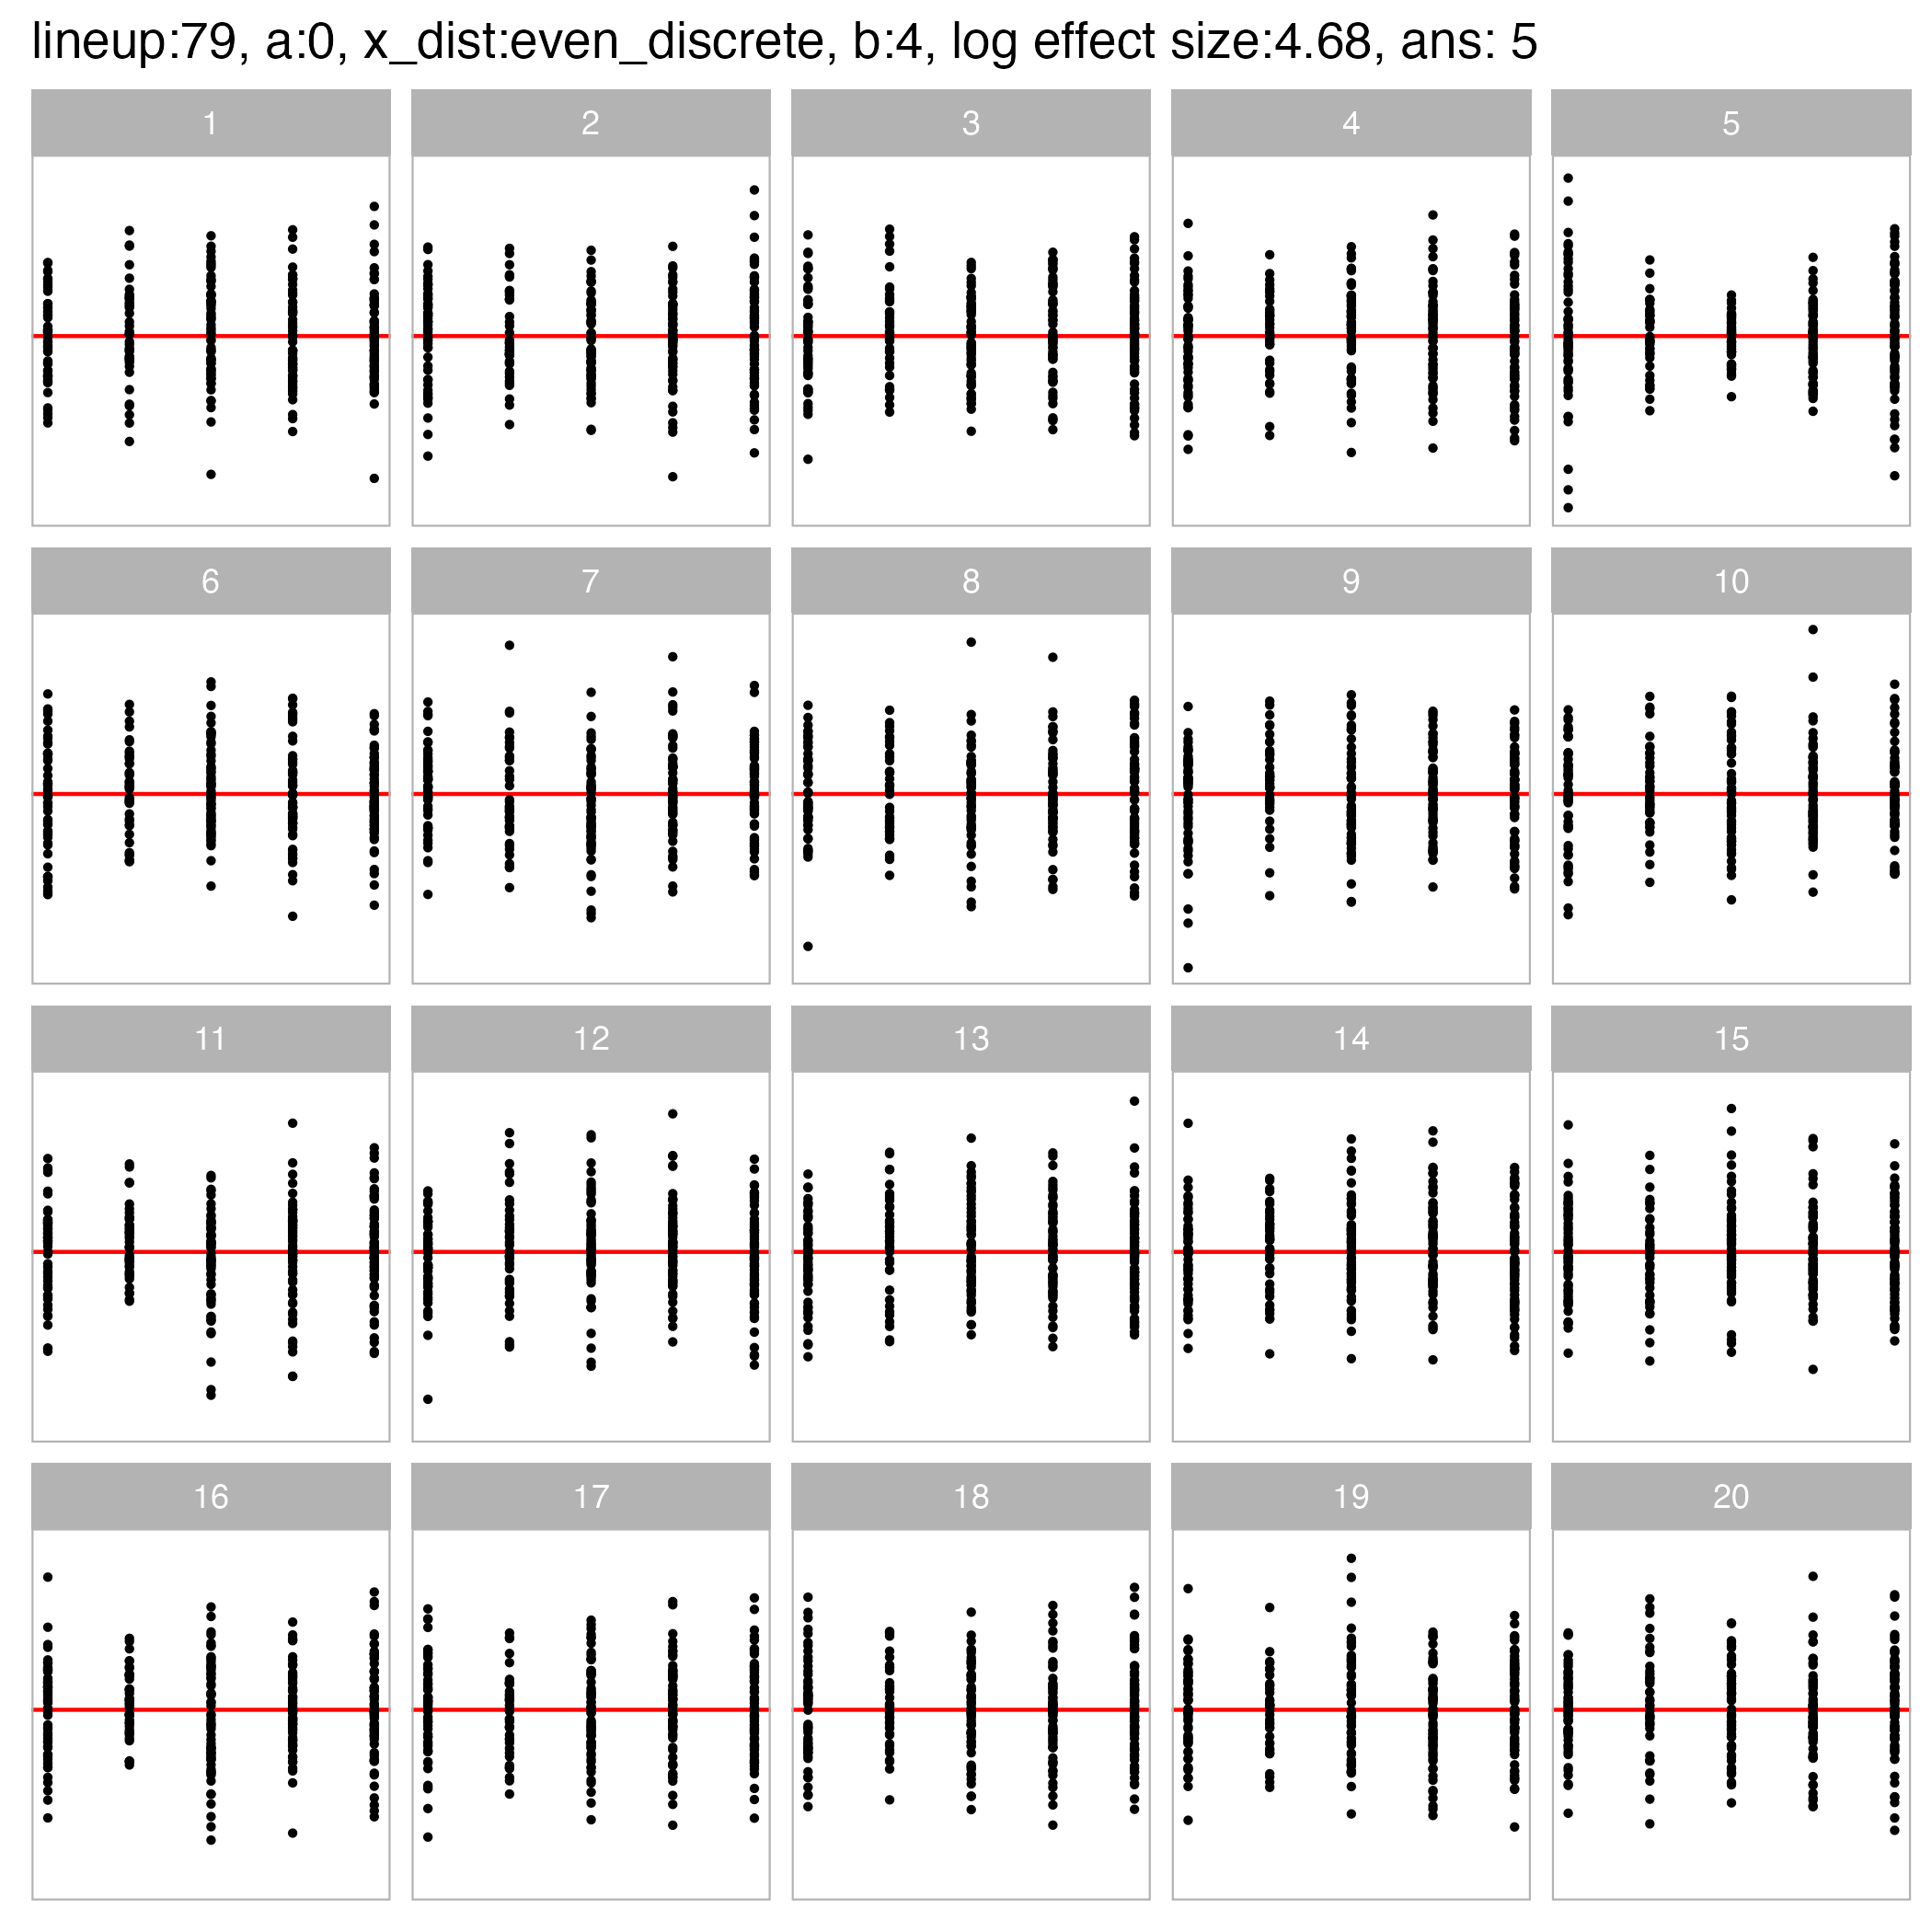 lineup:79, a:0, x_dist:even_discrete, b:4, log effect size:4.68, ans: 5
1 2 3 4 5
6 7 8 9 10
11 12 13 14 15
16 17 18 19 20